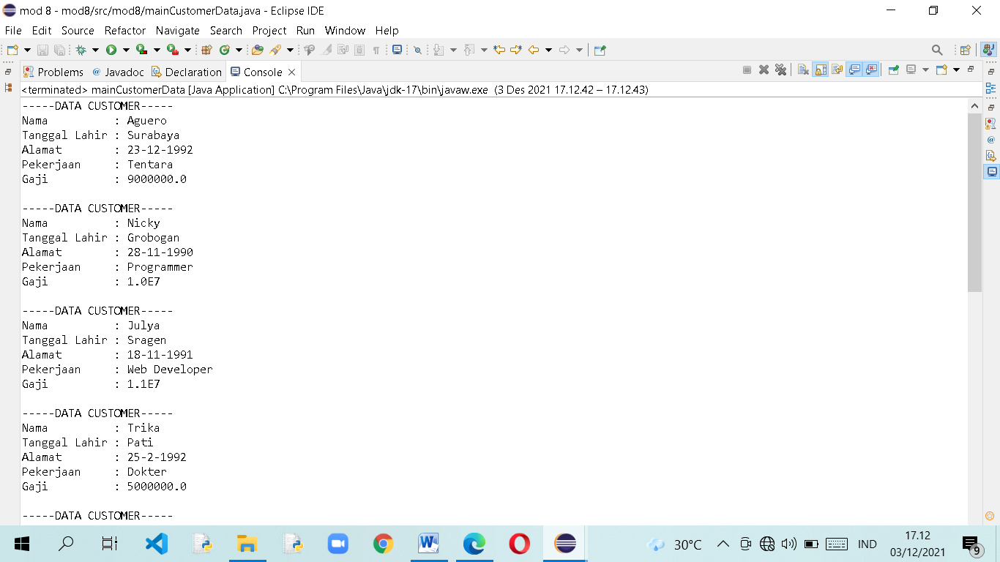 mod 8 - mod8/src/mod8/mainCustomerData.java - Eclipse IDE
File Edit Source Refactor Navigate Search Project Run Window Help
Problems @ Javadoc Declaration Console
<terminated> mainCustomerData [Java Application] C:\Program Files\Java\jdk-17\bin\javaw.exe (3 Des 2021 17.12.42 – 17.12.43)
-----DATA CUSTOMER-----
Nama          : Aguero
Tanggal Lahir : Surabaya
Alamat        : 23-12-1992
Pekerjaan     : Tentara
Gaji          : 9000000.0
-----DATA CUSTOMER-----
Nama          : Nicky
Tanggal Lahir : Grobogan
Alamat        : 28-11-1990
Pekerjaan     : Programmer
Gaji          : 1.0E7
-----DATA CUSTOMER-----
Nama          : Julya
Tanggal Lahir : Sragen
Alamat        : 18-11-1991
Pekerjaan     : Web Developer
Gaji          : 1.1E7
-----DATA CUSTOMER-----
Nama          : Trika
Tanggal Lahir : Pati
Alamat        : 25-2-1992
Pekerjaan     : Dokter
Gaji          : 5000000.0
-----DATA CUSTOMER-----
30°C IND 17.12
03/12/2021 9